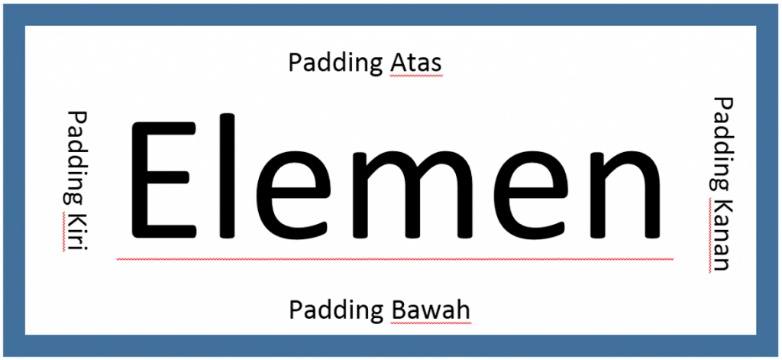 Padding Atas
Padding Kiri
Elemen
Padding Kanan
Padding Bawah